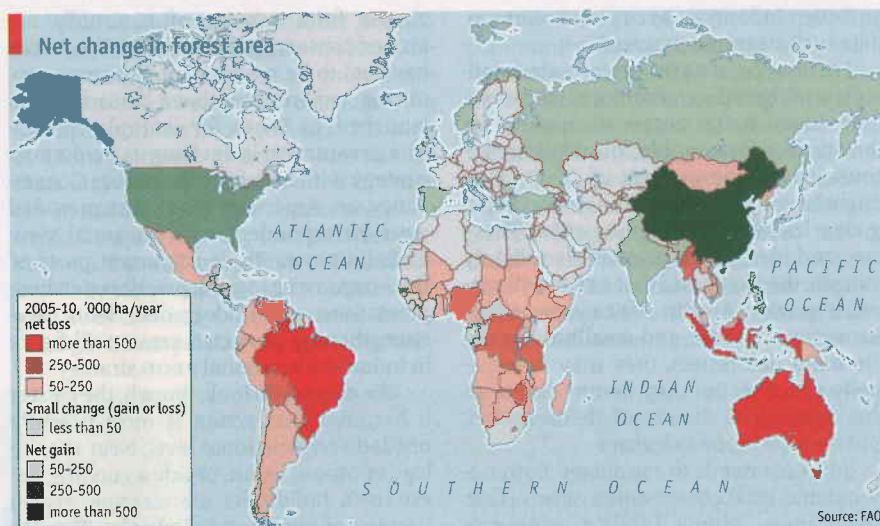 Net change in forest area
ATLANTIC
OCEAN
PACIFIC
OCEAN
INDIAN
OCEAN
SOUTHERN OCEAN
2005-10, '000 ha/year
net loss
more than 500
250-500
50-250
Small change (gain or loss)
less than 50
Net gain
50-250
250-500
more than 500
Source: FAO